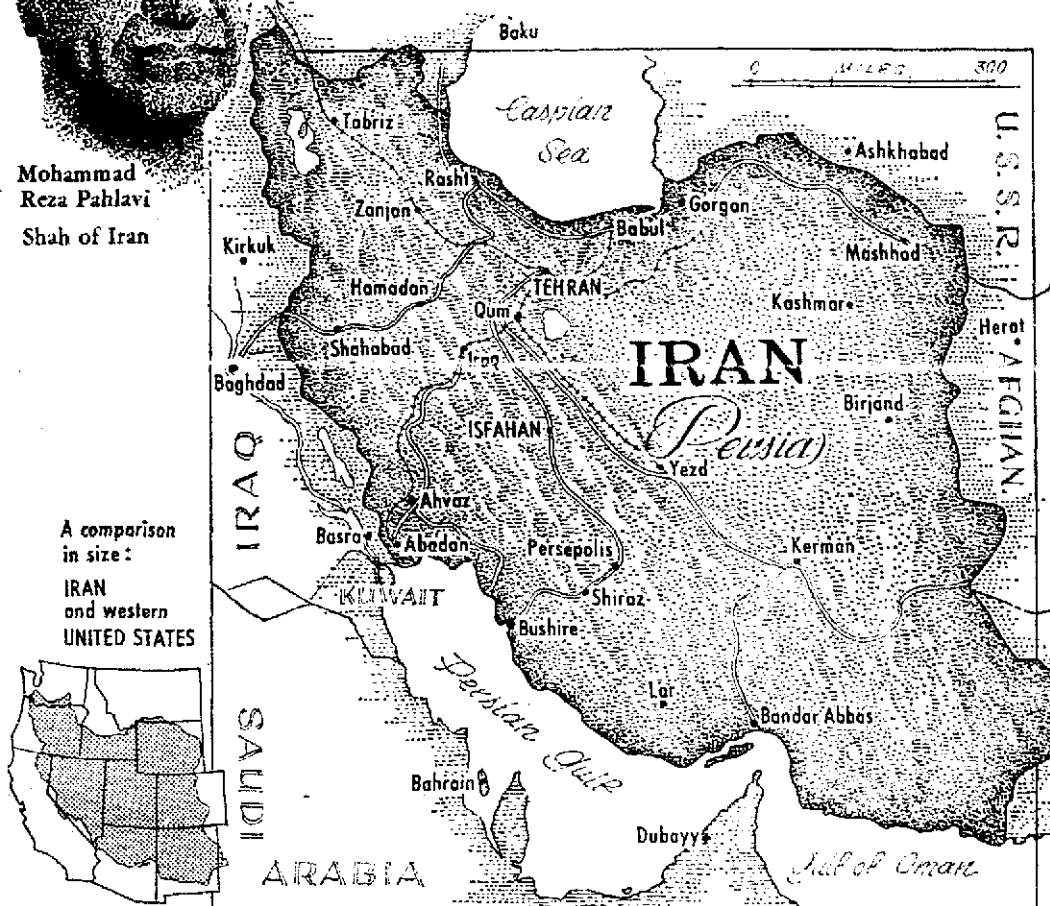 Baku
0 MILES 300
Caspian
Sea
U.S.S.R.
Ashkhabad
Tabriz
Mohammad
Reza Pahlavi
Shah of Iran
Rasht
Zanjan
Gorgan
Babul
Mashhad
Kirkuk
Hamadan
TEHRAN
Qum
Kashmar
Herat
AFGHAN.
Shahabad
Iraq
IRAN
(Persia)
Baghdad
Birjand
ISFAHAN
Yezd
IRAQ
Ahvaz
Basra
Abadan
Persepolis
Kerman
A comparison
in size:
IRAN
and western
UNITED STATES
KUWAIT
Shiraz
Bushire
Persian Gulf
Lar
Bandar Abbas
SAUDI
ARABIA
Bahrain
Dubayy
Gulf of Oman